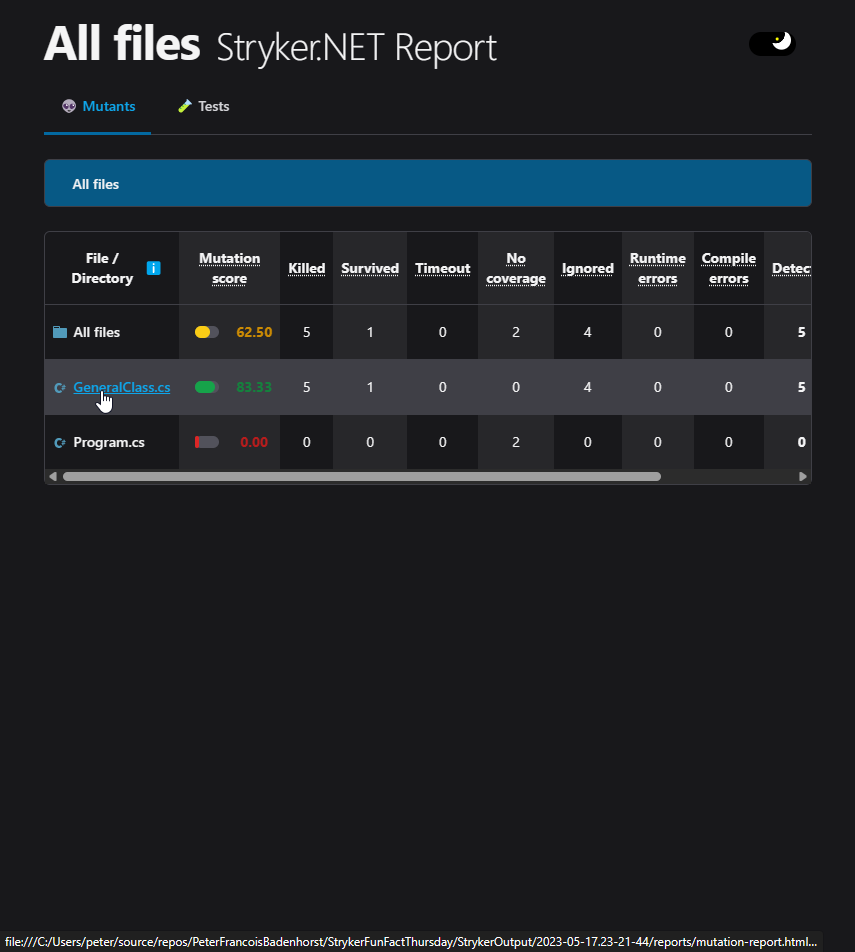 All files Stryker.NET Report
Mutants Tests
All files
File / Directory Mutation score Killed Survived Timeout No coverage Ignored Runtime errors Compile errors Detec
All files 62.50 5 1 0 2 4 0 0 5
GeneralClass.cs 83.33 5 1 0 0 4 0 0 5
Program.cs 0.00 0 0 0 2 0 0 0 0
file:///C:/Users/peter/source/repos/PeterFrancoisBadenhorst/StrykerFunFactThursday/StrykerOutput/2023-05-17.23-21-44/reports/mutation-report.html...